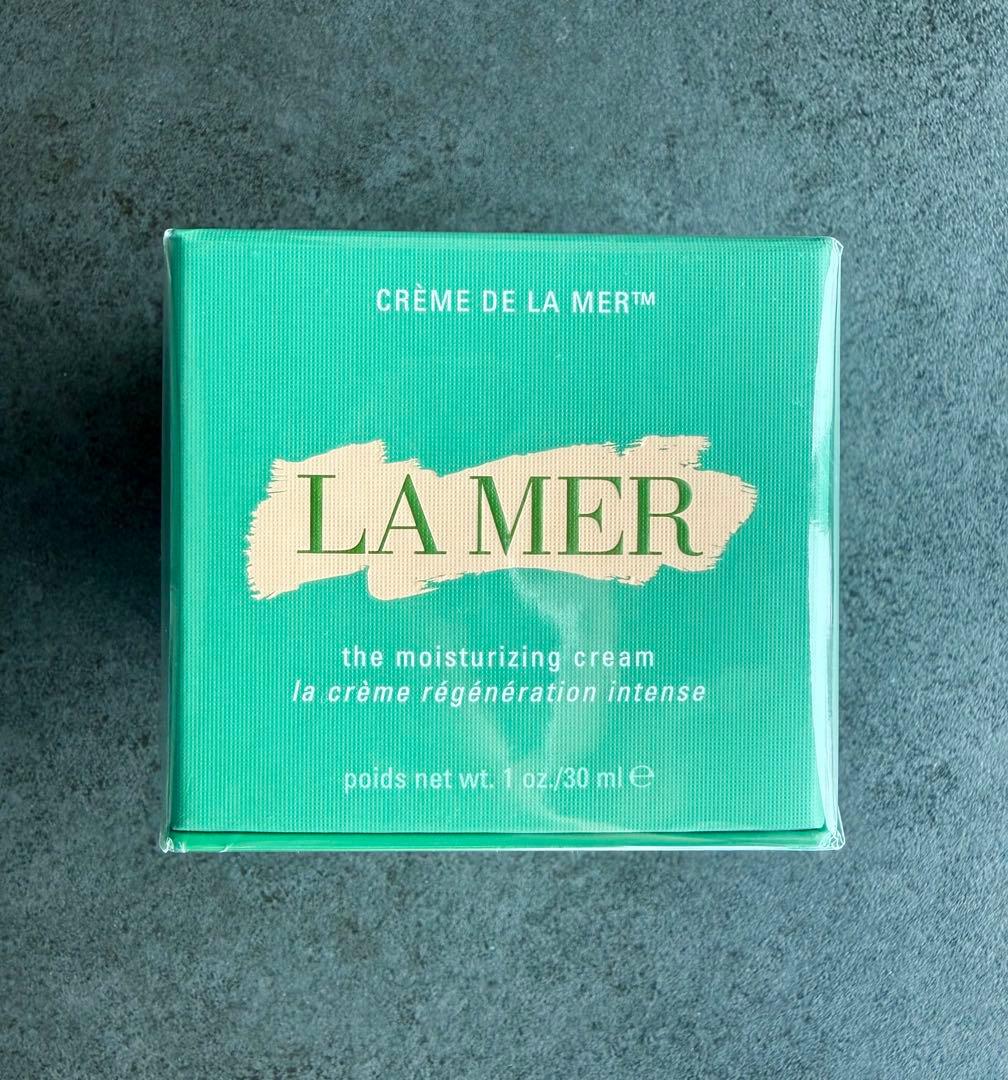 CRÈME DE LA MER™
LA MER
the moisturizing cream
la crème régénération intense
poids net wt. 1 oz./30 ml ℮